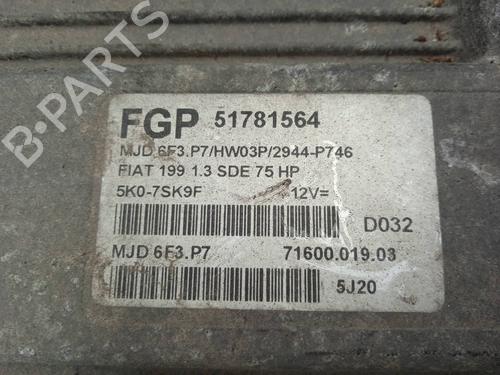 FGP 51781564
MJD 6F3.P7/HW03P/2944-P746
FIAT 199 1.3 SDE 75 HP
5K0-7SK9F 12V=
D032
MJD 6F3.P7 71600.019.03
5J20
B-PARTS